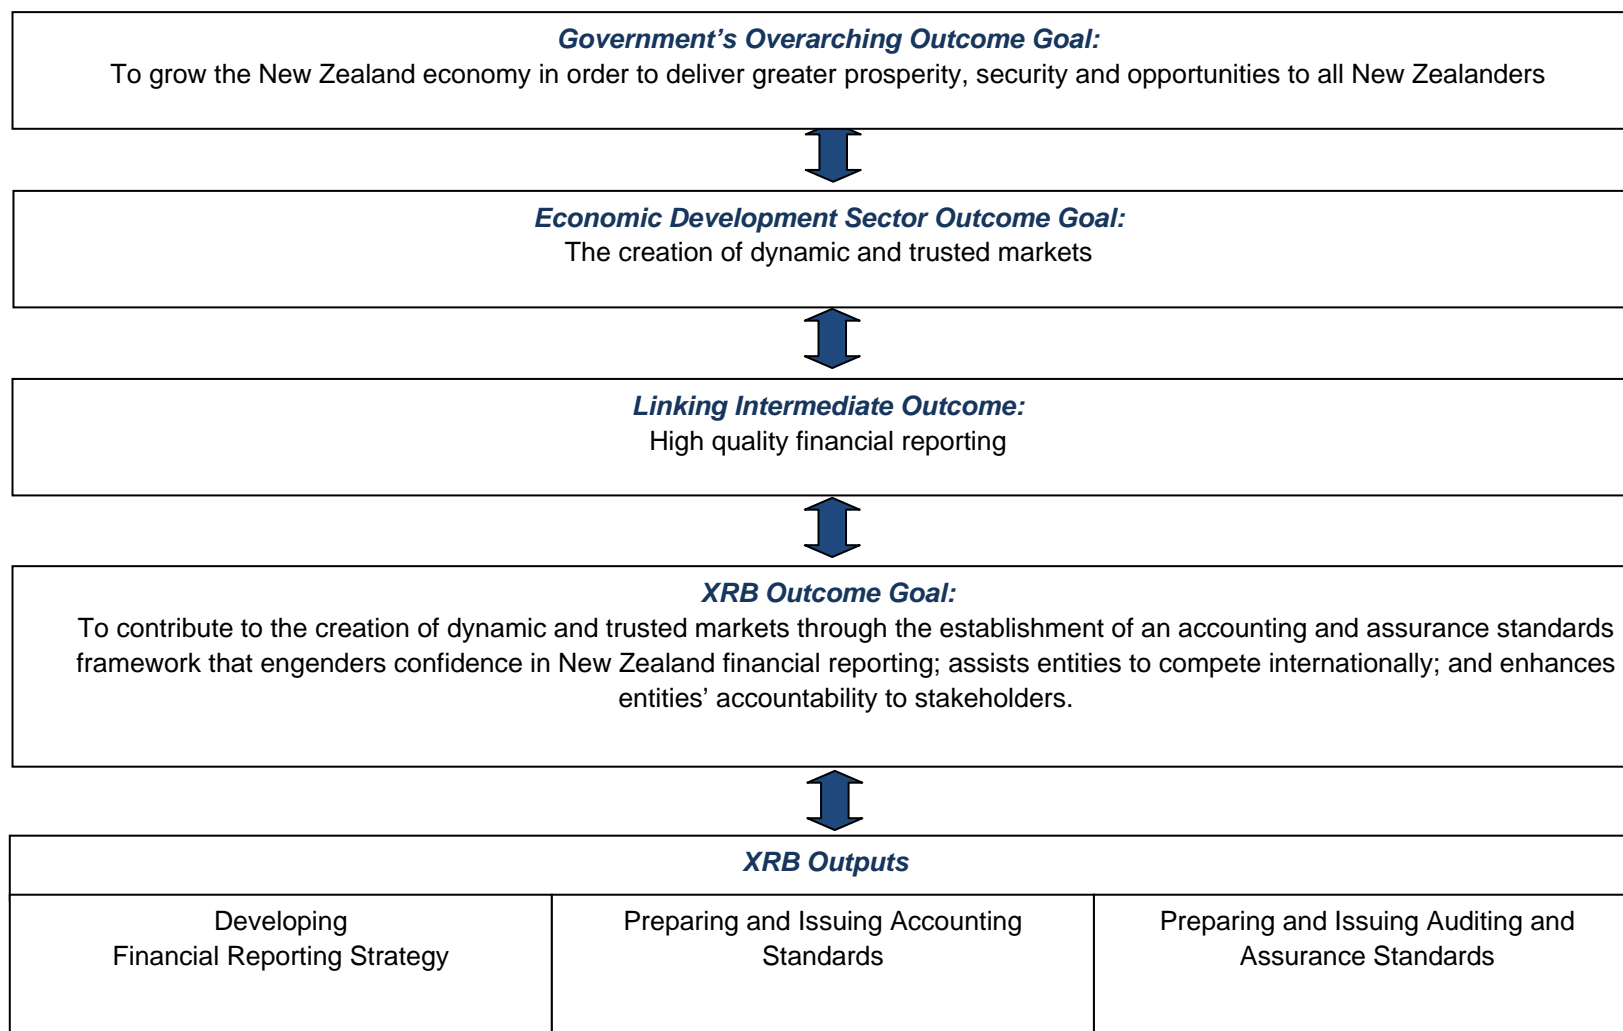 Government’s Overarching Outcome Goal:
To grow the New Zealand economy in order to deliver greater prosperity, security and opportunities to all New Zealanders
Economic Development Sector Outcome Goal:
The creation of dynamic and trusted markets
Linking Intermediate Outcome:
High quality financial reporting
XRB Outcome Goal:
To contribute to the creation of dynamic and trusted markets through the establishment of an accounting and assurance standards
framework that engenders confidence in New Zealand financial reporting; assists entities to compete internationally; and enhances
entities’ accountability to stakeholders.
XRB Outputs
Developing
Financial Reporting Strategy
Preparing and Issuing Accounting
Standards
Preparing and Issuing Auditing and
Assurance Standards